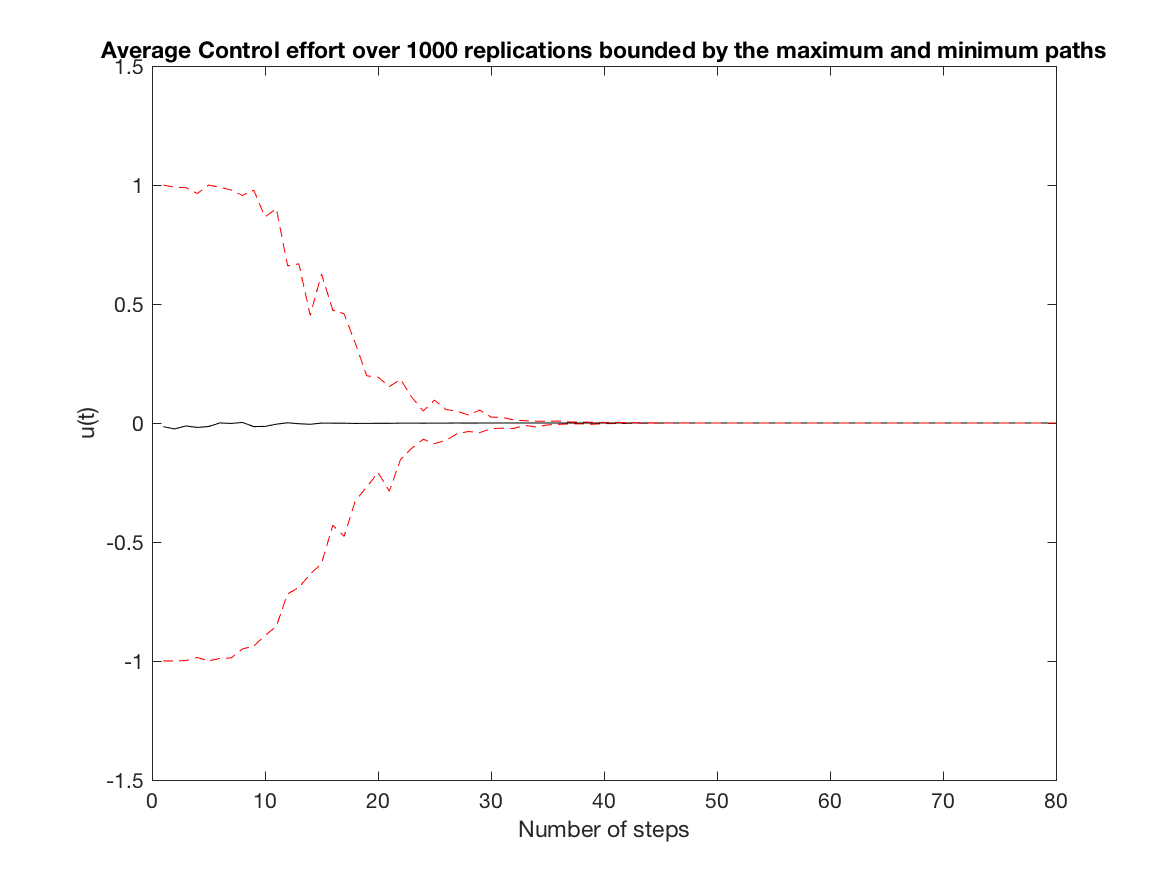 Average Control effort over 1000 replications bounded by the maximum and minimum paths
1.5
1
0.5
0
-0.5
-1
-1.5
u(t)
0 10 20 30 40 50 60 70 80
Number of steps